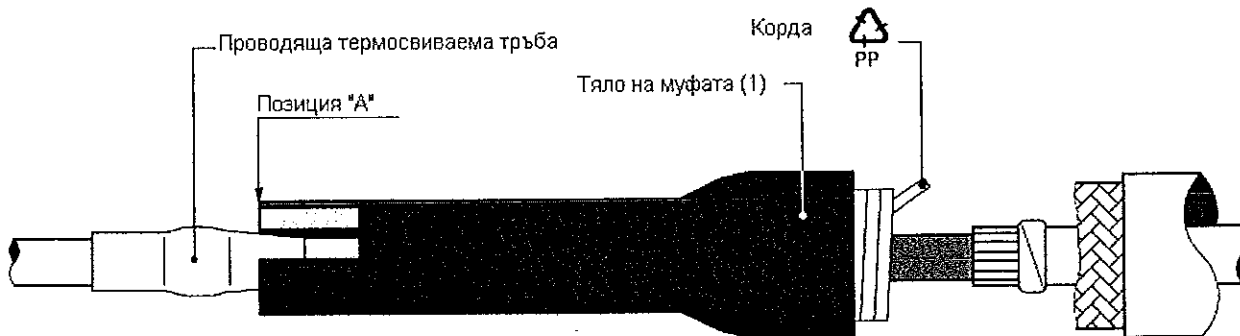 Проводяща термосвиваема тръба
Корда
PP
Тяло на муфата (1)
Позиция "А"